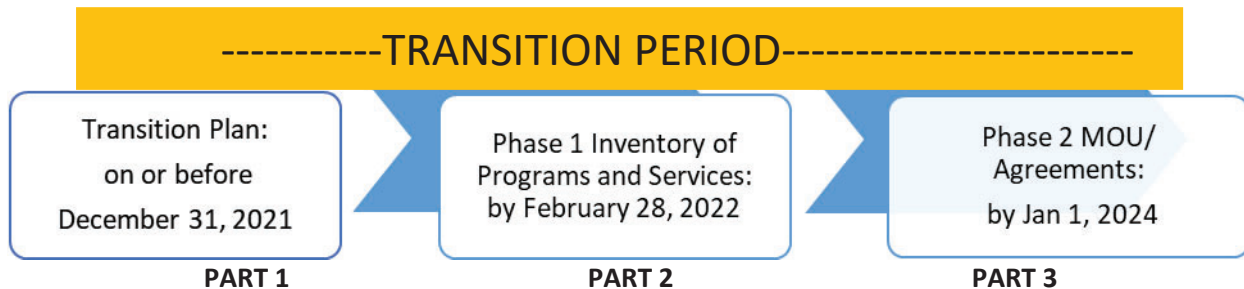 -----------TRANSITION PERIOD------------------------
Transition Plan:
on or before
December 31, 2021
Phase 1 Inventory of
Programs and Services:
by February 28, 2022
Phase 2 MOU/
Agreements:
by Jan 1, 2024
PART 1
PART 2
PART 3